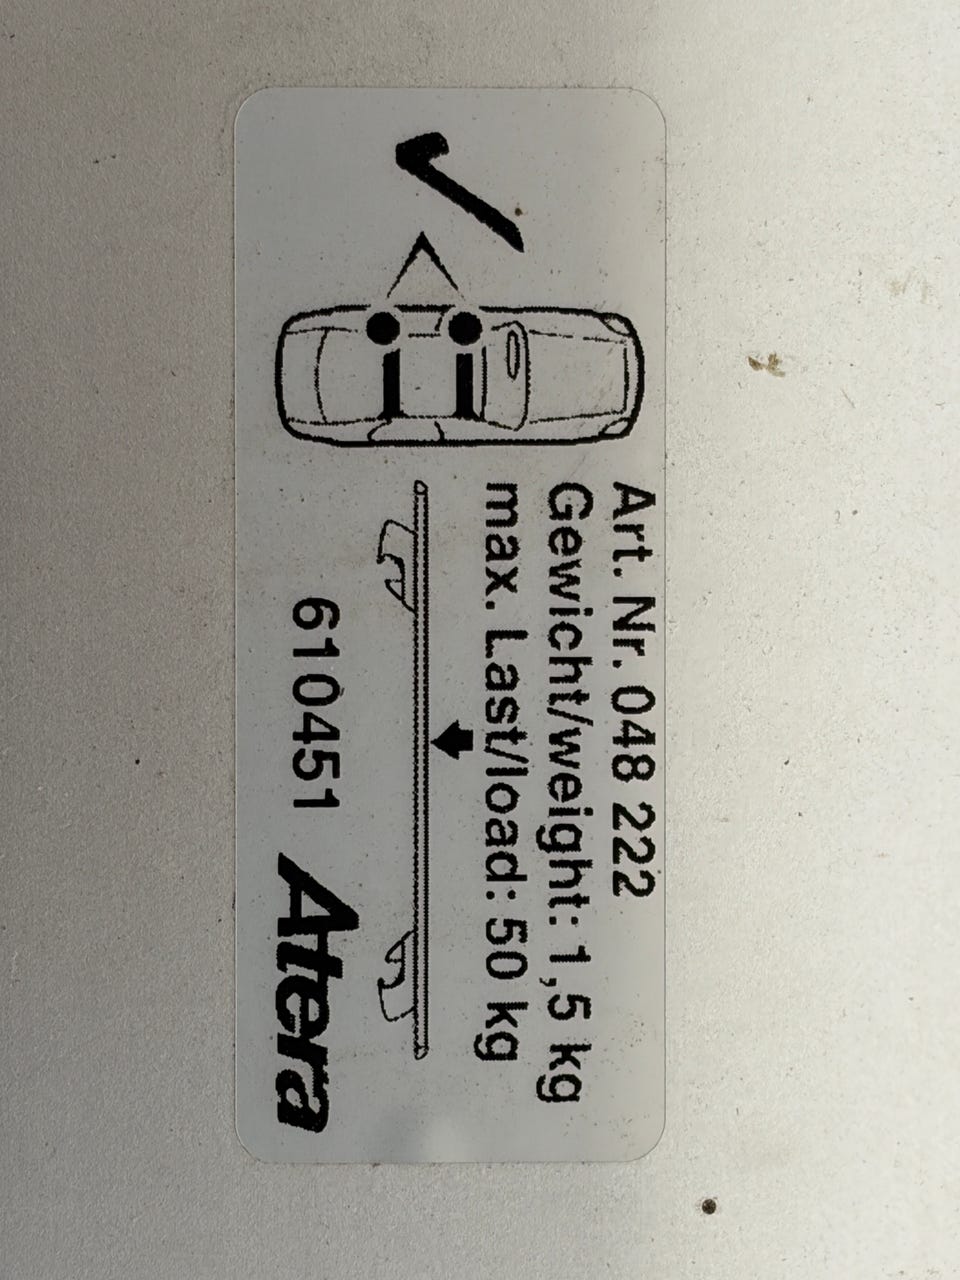 Art. Nr. 048 222
Gewicht/weight: 1,5 kg
max. Last/load: 50 kg
610451 Atera